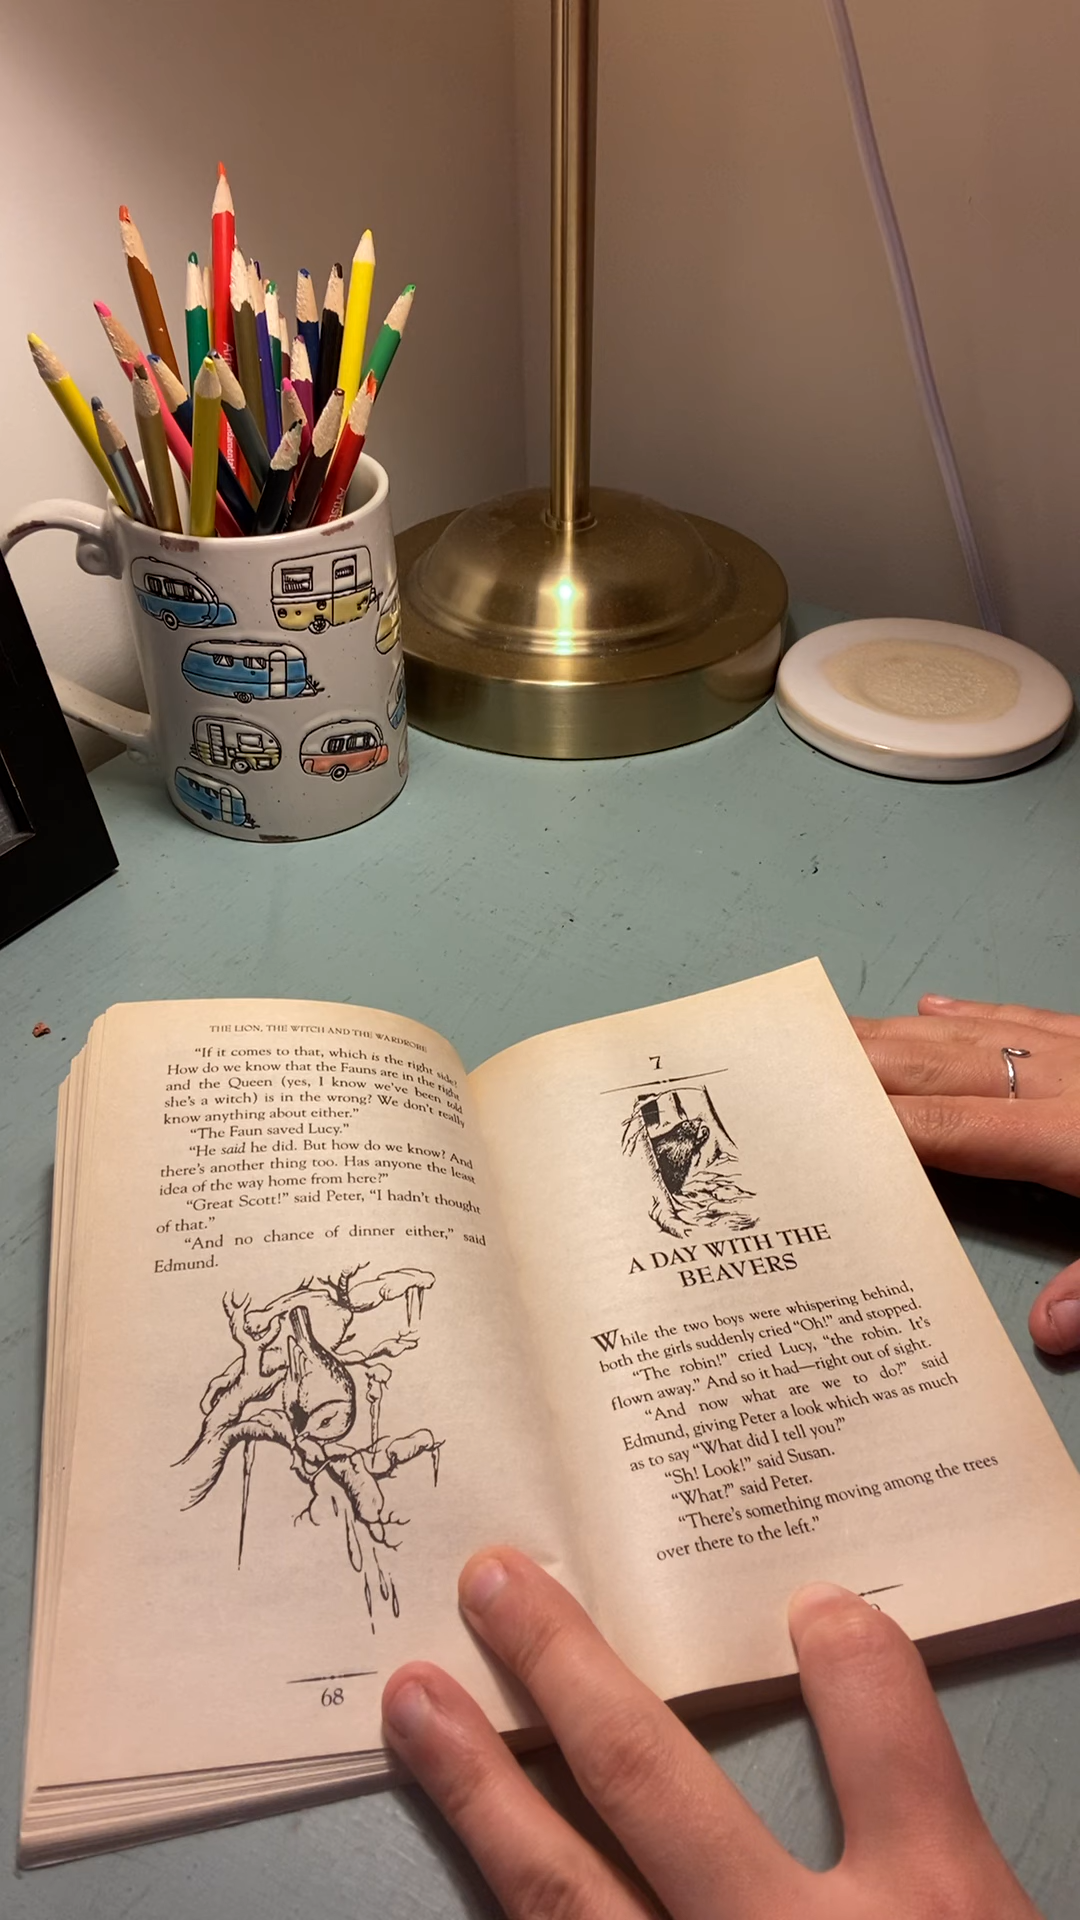 THE LION, THE WITCH AND THE WARDROBE
“If it comes to that, which is the right side?
How do we know that the Fauns are in the right
and the Queen (yes, I know we’ve been told
she’s a witch) is in the wrong? We don’t really
know anything about either.”
“The Faun saved Lucy.”
“He said he did. But how do we know? And
there’s another thing too. Has anyone the least
idea of the way home from here?”
“Great Scott!” said Peter, “I hadn’t thought
of that.”
“And no chance of dinner either,” said
Edmund.
68
7
A DAY WITH THE
BEAVERS
While the two boys were whispering behind,
both the girls suddenly cried “Oh!” and stopped.
“The robin!” cried Lucy, “the robin. It’s
flown away.” And so it had—right out of sight.
“And now what are we to do?” said
Edmund, giving Peter a look which was as much
as to say “What did I tell you?”
“Sh! Look!” said Susan.
“What?” said Peter.
“There’s something moving among the trees
over there to the left.”